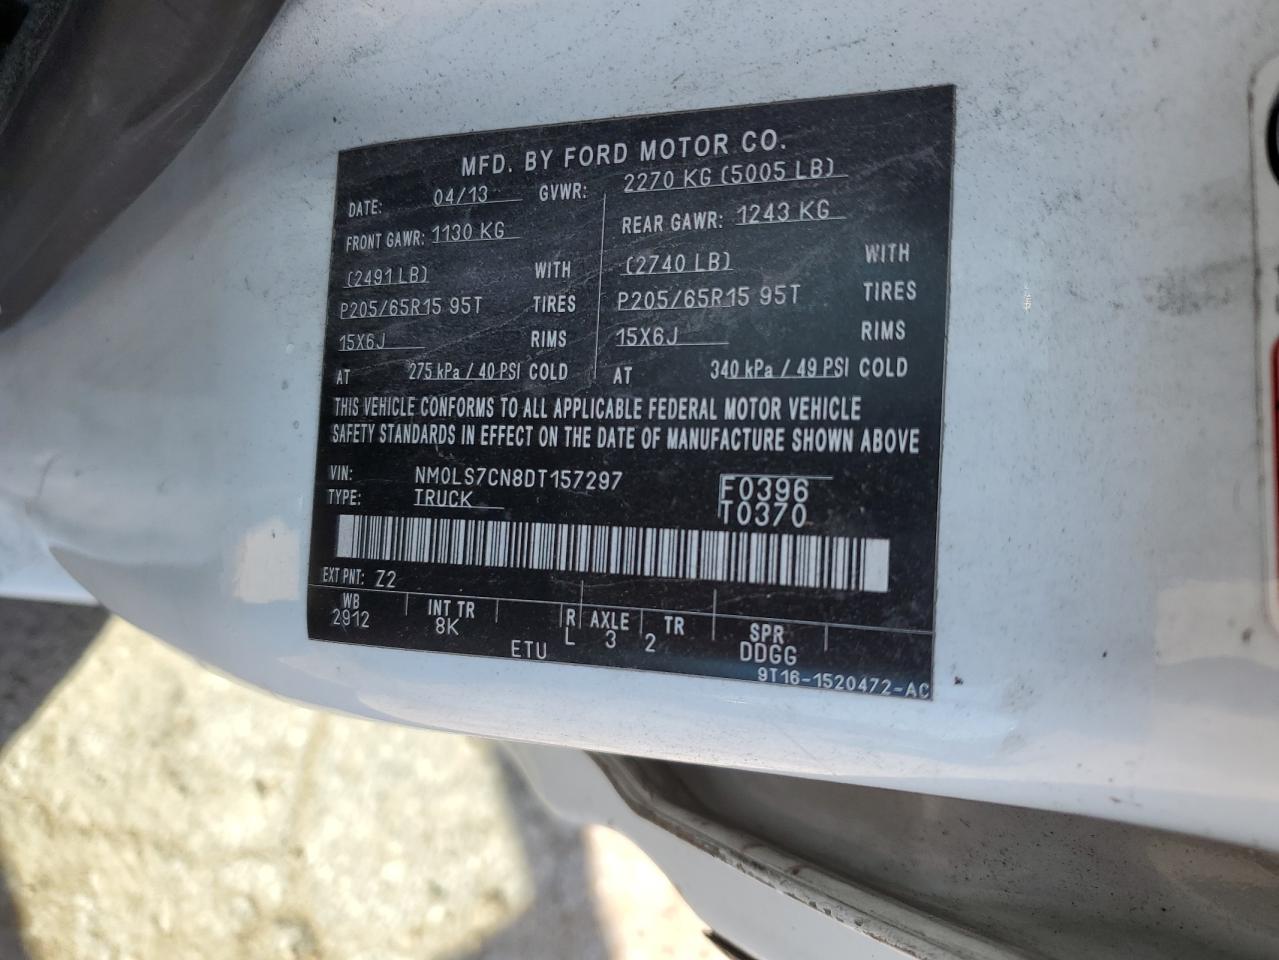 MFD. BY FORD MOTOR CO.
DATE: 04/13 GVWR: 2270 KG (5005 LB)
FRONT GAWR: 1130 KG REAR GAWR: 1243 KG
(2491 LB) WITH (2740 LB) WITH
P205/65R15 95T TIRES P205/65R15 95T TIRES
15X6J RIMS 15X6J RIMS
AT 275 kPa / 40 PSI COLD AT 340 kPa / 49 PSI COLD
THIS VEHICLE CONFORMS TO ALL APPLICABLE FEDERAL MOTOR VEHICLE
SAFETY STANDARDS IN EFFECT ON THE DATE OF MANUFACTURE SHOWN ABOVE
VIN: NM0LS7CN8DT157297 F0396
TYPE: TRUCK T0370
EXT PNT: Z2
WB INT TR R AXLE TR SPR
2912 8K L 3 2 DDGG
ETU
9T16-1520472-AC